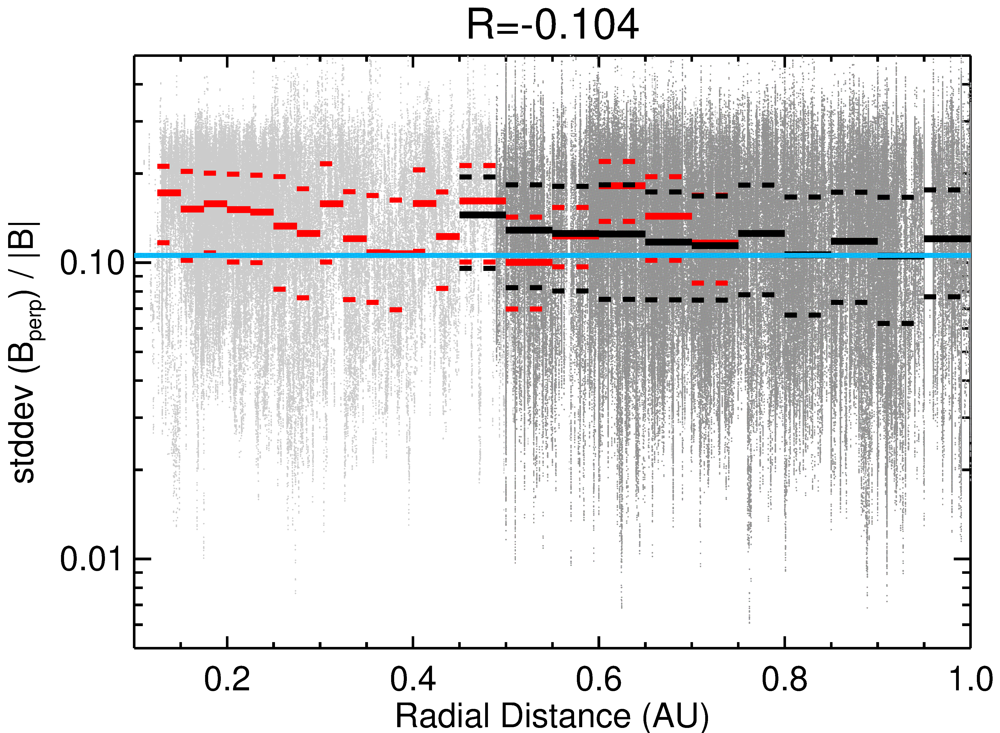 R=-0.104
stddev (Bperp) / |B|
0.10
0.01
0.2 0.4 0.6 0.8 1.0
Radial Distance (AU)